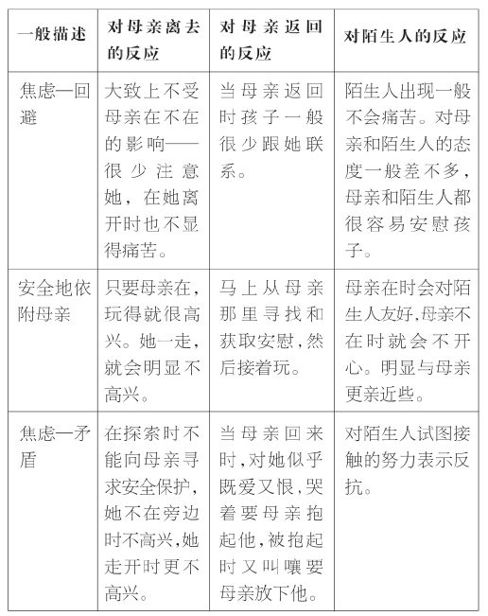 一般描述
对母亲离去
的反应
对母亲返回
的反应
对陌生人的反应
焦虑—回
避
大致上不受
母亲在不在
的影响——
很少注意
她，在她离
开时也不显
得痛苦。
当母亲返回
时孩子一般
很少跟她联
系。
陌生人出现一般
不会痛苦。对母
亲和陌生人的态
度一般差不多，
母亲和陌生人都
很容易安慰孩
子。
安全地依
附母亲
只要母亲在，
玩得就很高
兴。她一走，
就会明显不
高兴。
马上从母亲
那里寻找和
获取安慰，然
后接着玩。
母亲在时会对陌
生人友好，母亲不
在时就会不开
心。明显与母亲
更亲近些。
焦虑—矛
盾
在探索时不
能向母亲寻
求安全保护，
她不在旁边
时不高兴，她
走开时更不
高兴。
当母亲回来
时，对她似乎
既爱又恨，哭
着要母亲抱
起他，被抱起
时又叫嚷要
母亲放下他。
对陌生人试图接
触的努力表示反
抗。